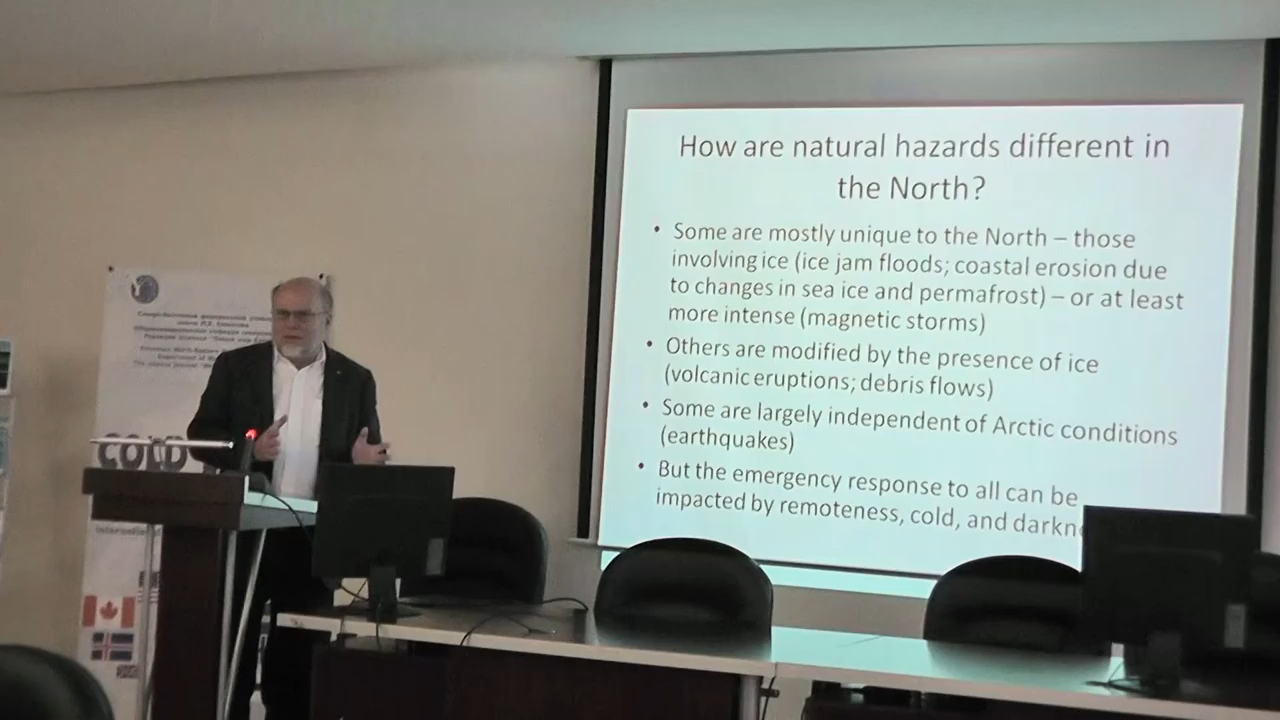 How are natural hazards different in
the North?
• Some are mostly unique to the North – those
involving ice (ice jam floods; coastal erosion due
to changes in sea ice and permafrost) – or at least
more intense (magnetic storms)
• Others are modified by the presence of ice
(volcanic eruptions; debris flows)
• Some are largely independent of Arctic conditions
(earthquakes)
• But the emergency response to all can be
impacted by remoteness, cold, and darkn
COLD